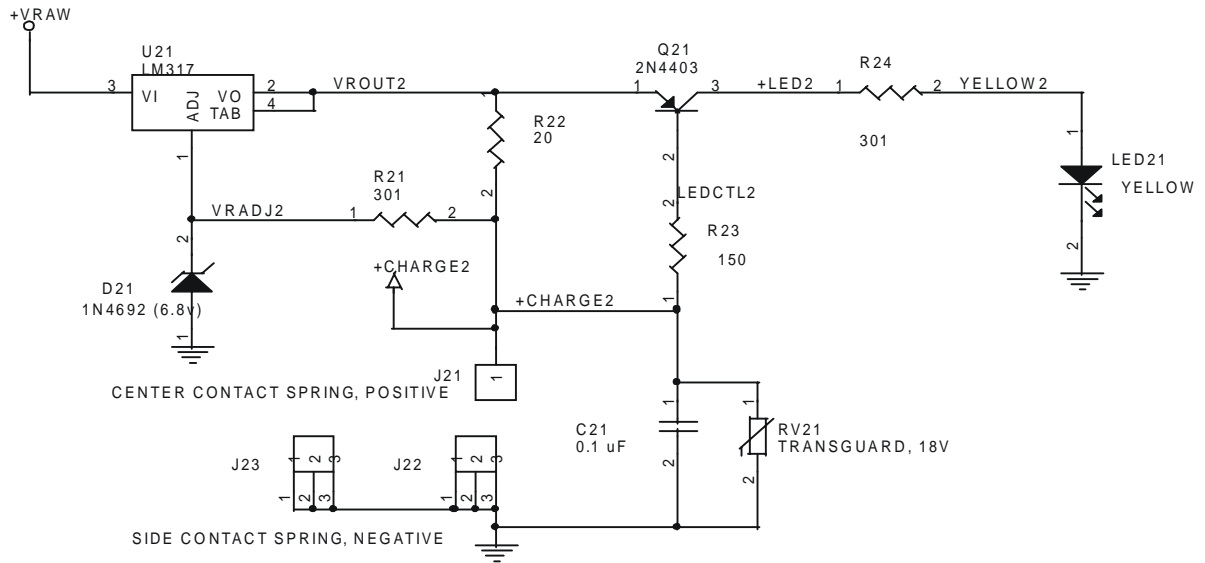 +VRAW
U21
LM317
3
VI
ADJ
VO
TAB
2
4
1
VROUT2
1
R22
20
2
Q21
2N4403
1
3
2
+LED2
R24
1
2
301
YELLOW2
1
LED21
YELLOW
2
VRADJ2
R21
301
1
2
2
D21
1N4692 (6.8v)
1
+CHARGE2
+CHARGE2
LEDCTL2
2
R23
150
1
J21
1
CENTER CONTACT SPRING, POSITIVE
C21
0.1 uF
1
2
1
RV21
TRANSGUARD, 18V
2
J23
1
2
3
1
2
3
J22
1
2
3
1
2
3
SIDE CONTACT SPRING, NEGATIVE